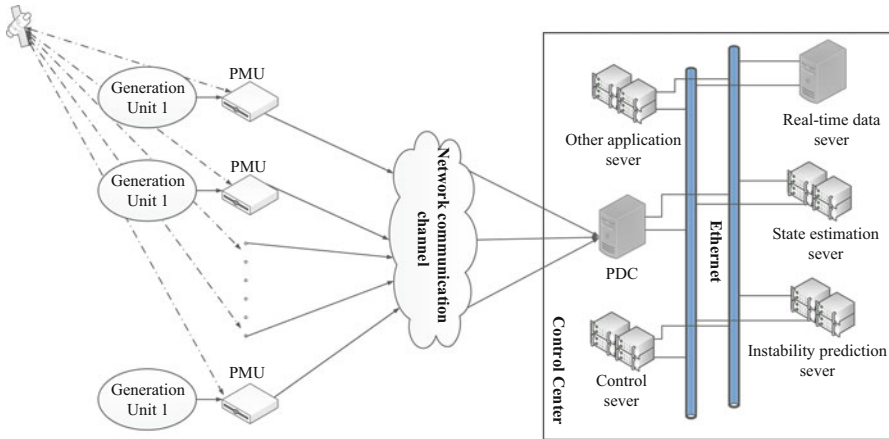 PMU
Generation
Unit 1
PMU
Generation
Unit 1
PMU
Generation
Unit 1
Network communication
channel
Other application
sever
Real-time data
sever
PDC
State estimation
sever
Ethernet
Control Center
Control
sever
Instability prediction
sever